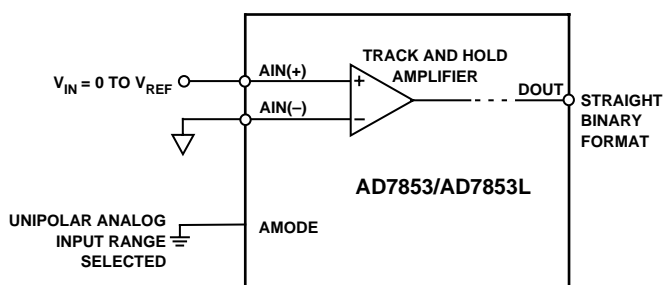 TRACK AND HOLD
AMPLIFIER
AIN(+)
V_IN = 0 TO V_REF
+
DOUT
STRAIGHT
BINARY
FORMAT
AIN(–)
–
AD7853/AD7853L
UNIPOLAR ANALOG
INPUT RANGE
SELECTED
AMODE